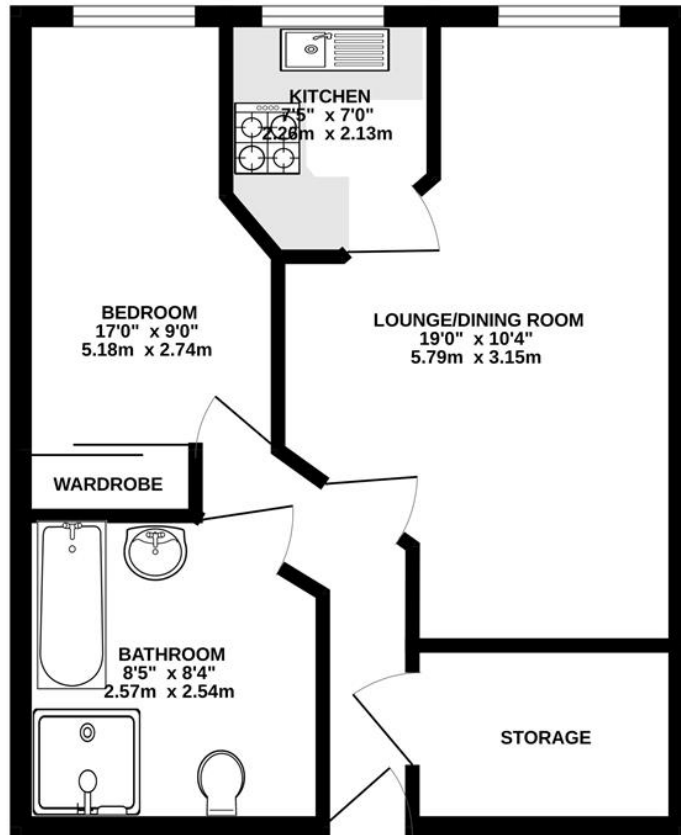 KITCHEN
7'5" x 7'0"
2.26m x 2.13m
BEDROOM
17'0" x 9'0"
5.18m x 2.74m
LOUNGE/DINING ROOM
19'0" x 10'4"
5.79m x 3.15m
WARDROBE
BATHROOM
8'5" x 8'4"
2.57m x 2.54m
STORAGE